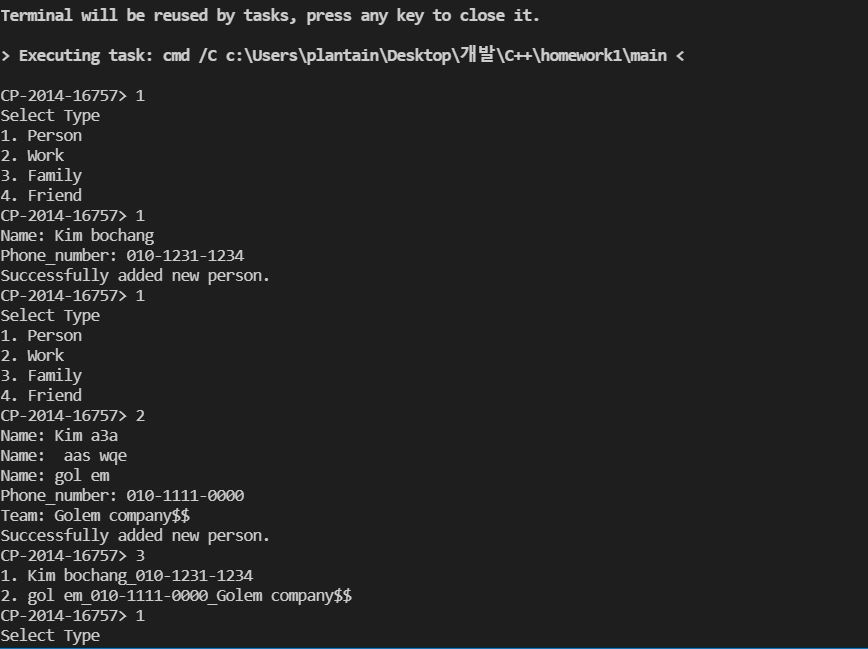 Terminal will be reused by tasks, press any key to close it.
> Executing task: cmd /C c:\Users\plantain\Desktop\개발\C++\homework1\main <
CP-2014-16757> 1
Select Type
1. Person
2. Work
3. Family
4. Friend
CP-2014-16757> 1
Name: Kim bochang
Phone_number: 010-1231-1234
Successfully added new person.
CP-2014-16757> 1
Select Type
1. Person
2. Work
3. Family
4. Friend
CP-2014-16757> 2
Name: Kim a3a
Name:  aas wqe
Name: gol em
Phone_number: 010-1111-0000
Team: Golem company$$
Successfully added new person.
CP-2014-16757> 3
1. Kim bochang_010-1231-1234
2. gol em_010-1111-0000_Golem company$$
CP-2014-16757> 1
Select Type